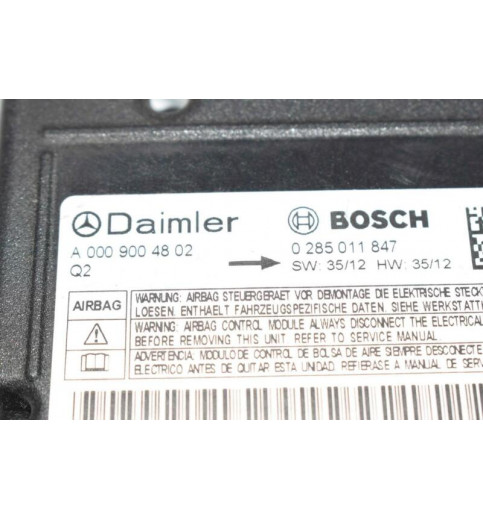 Daimler BOSCH
A 000 900 48 02 0 285 011 847
Q2 SW: 35/12 HW: 35/12
AIRBAG
WARNUNG: AIRBAG STEUERGERAET VOR DEMONTAGE DIE ELEKTRISCHE STECK
LOESEN. ENTHAELT FAHRZEUGSPEZIFISCHE DATEN. SIEHE WERKSTATT
WARNING: AIRBAG CONTROL MODULE ALWAYS DISCONNECT THE ELECTRICAL
BEFORE REMOVING THIS UNIT. REFER TO SERVICE MANUAL.
ADVERTENCIA: MODULO DE CONTROL DE BOLSA DE AIRE SIEMPRE DESCONECTE
ELECTRICO ANTES DE QUITAR ESTA UNIDAD. REFIERASE A MANUAL DE SERV